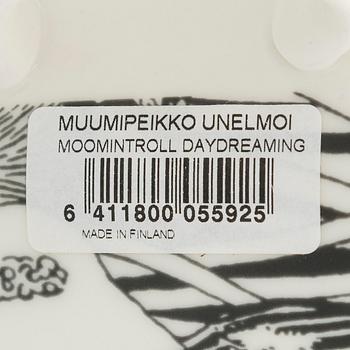 MUUMIPEIKKO UNELMOI
MOOMINTROLL DAYDREAMING
6 411800 055925
MADE IN FINLAND